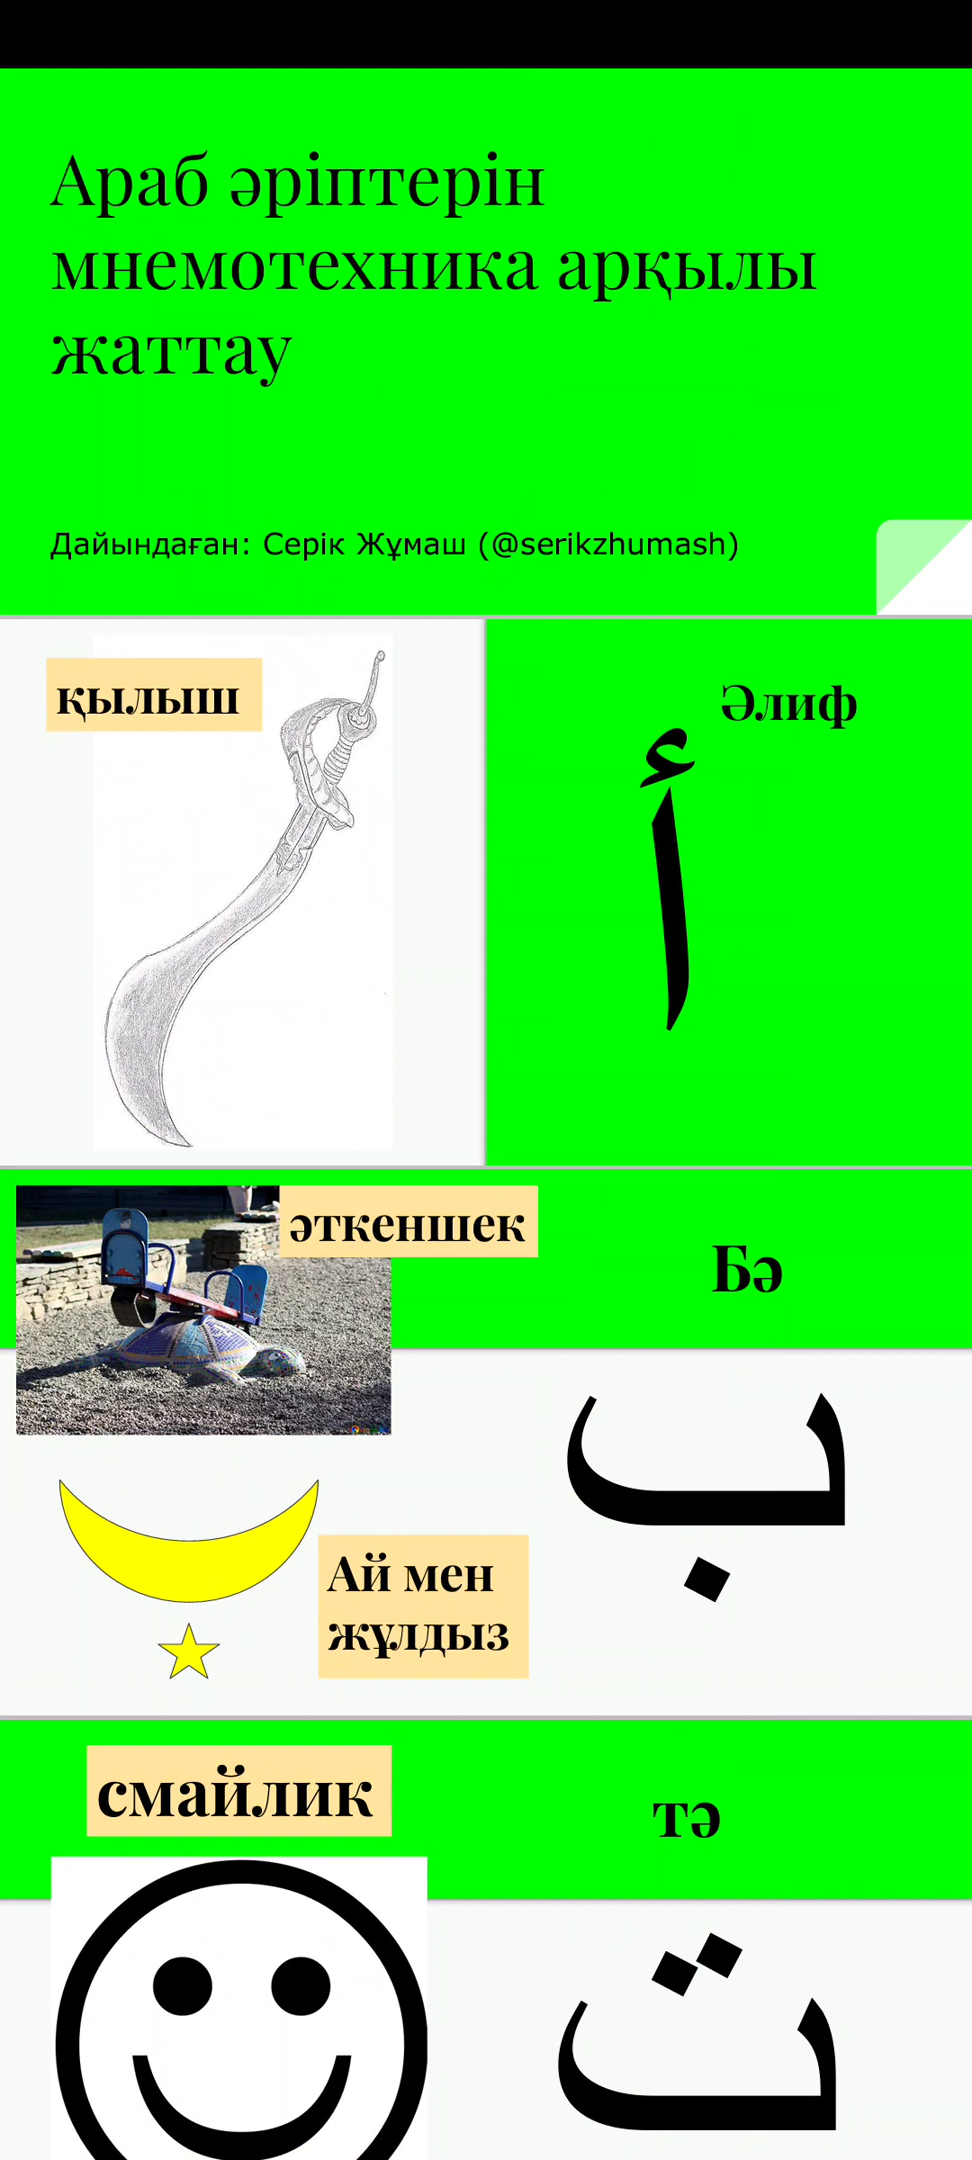 Араб әріптерін
мнемотехника арқылы
жаттау
Дайындаған: Серік Жұмаш (@serikzhumash)
қылыш
Әлиф
أ
әткеншек
Бә
ب
Ай мен
жұлдыз
смайлик
тә
ت